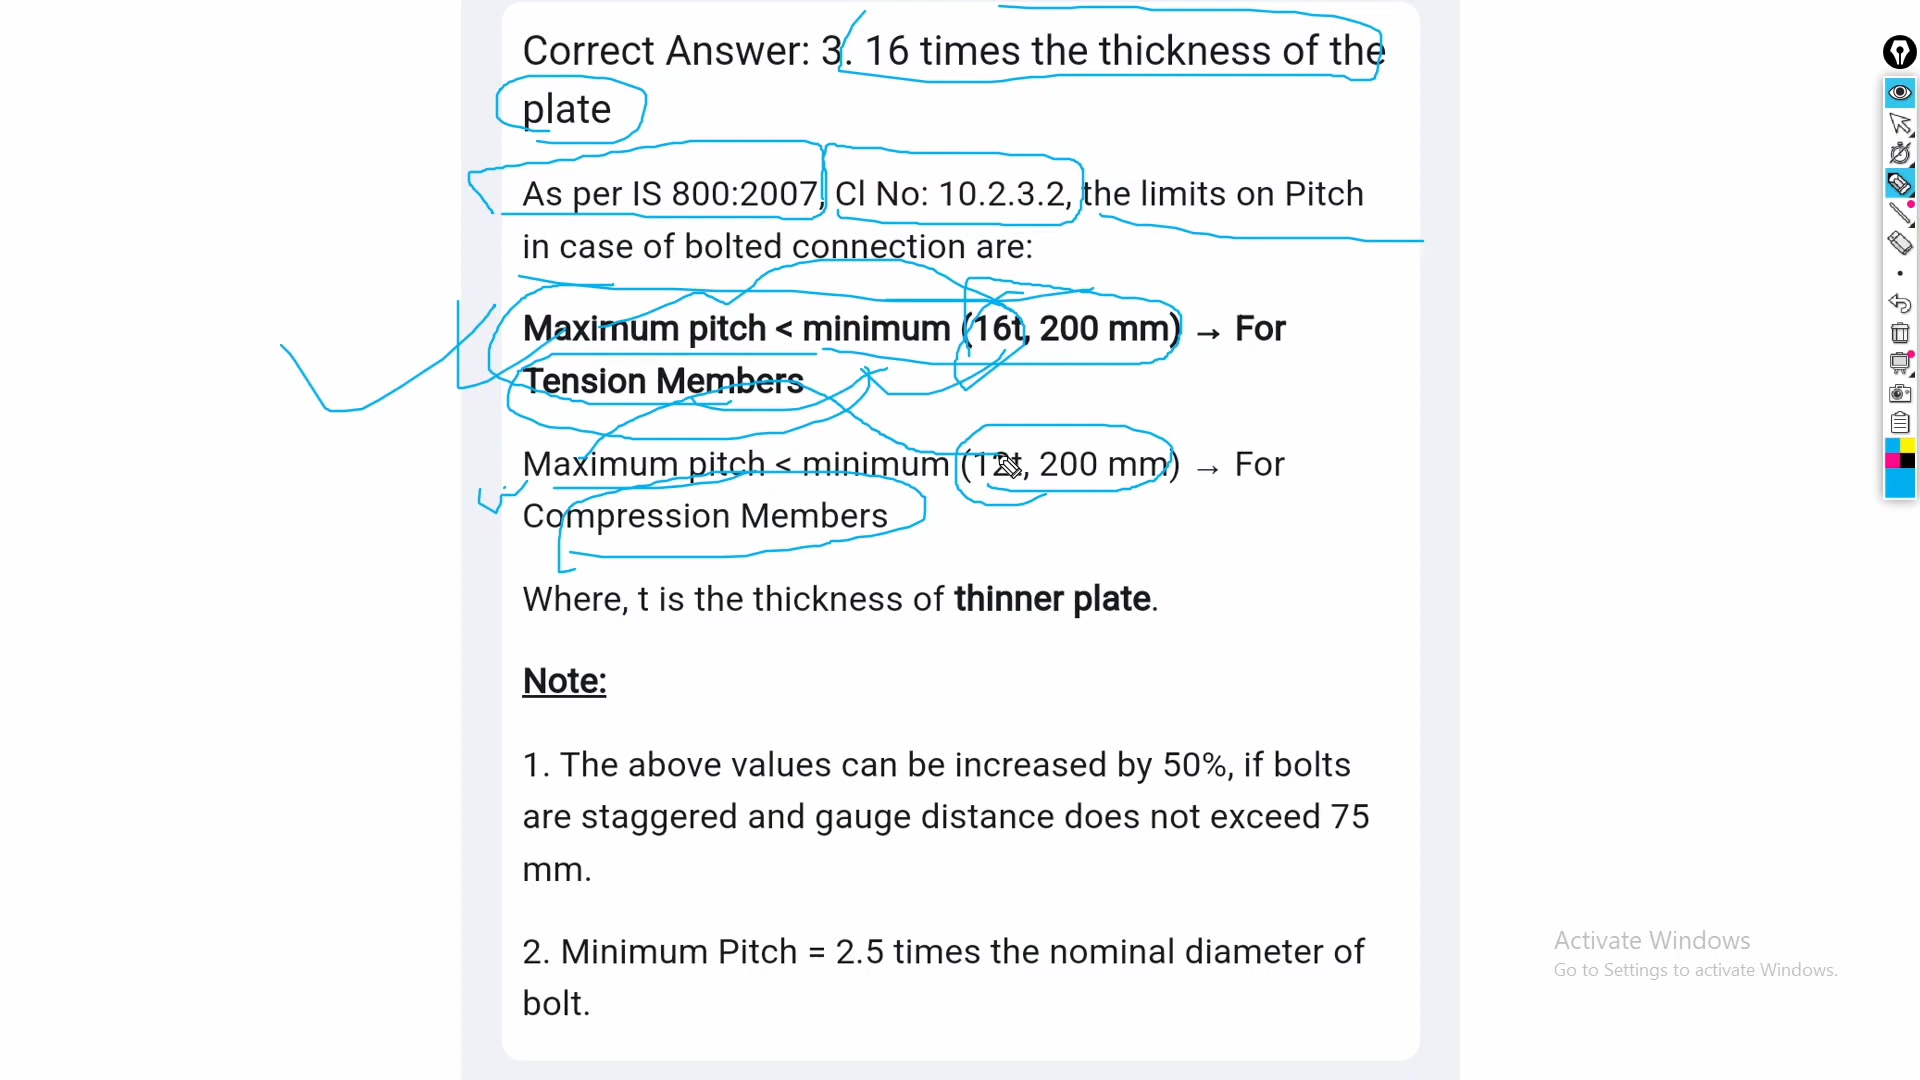 Correct Answer: 3. 16 times the thickness of the
plate
As per IS 800:2007, Cl No: 10.2.3.2, the limits on Pitch
in case of bolted connection are:
Maximum pitch < minimum (16t, 200 mm) → For
Tension Members
Maximum pitch < minimum (12t, 200 mm) → For
Compression Members
Where, t is the thickness of thinner plate.
Note:
1. The above values can be increased by 50%, if bolts
are staggered and gauge distance does not exceed 75
mm.
2. Minimum Pitch = 2.5 times the nominal diameter of
bolt.
Activate Windows
Go to Settings to activate Windows.